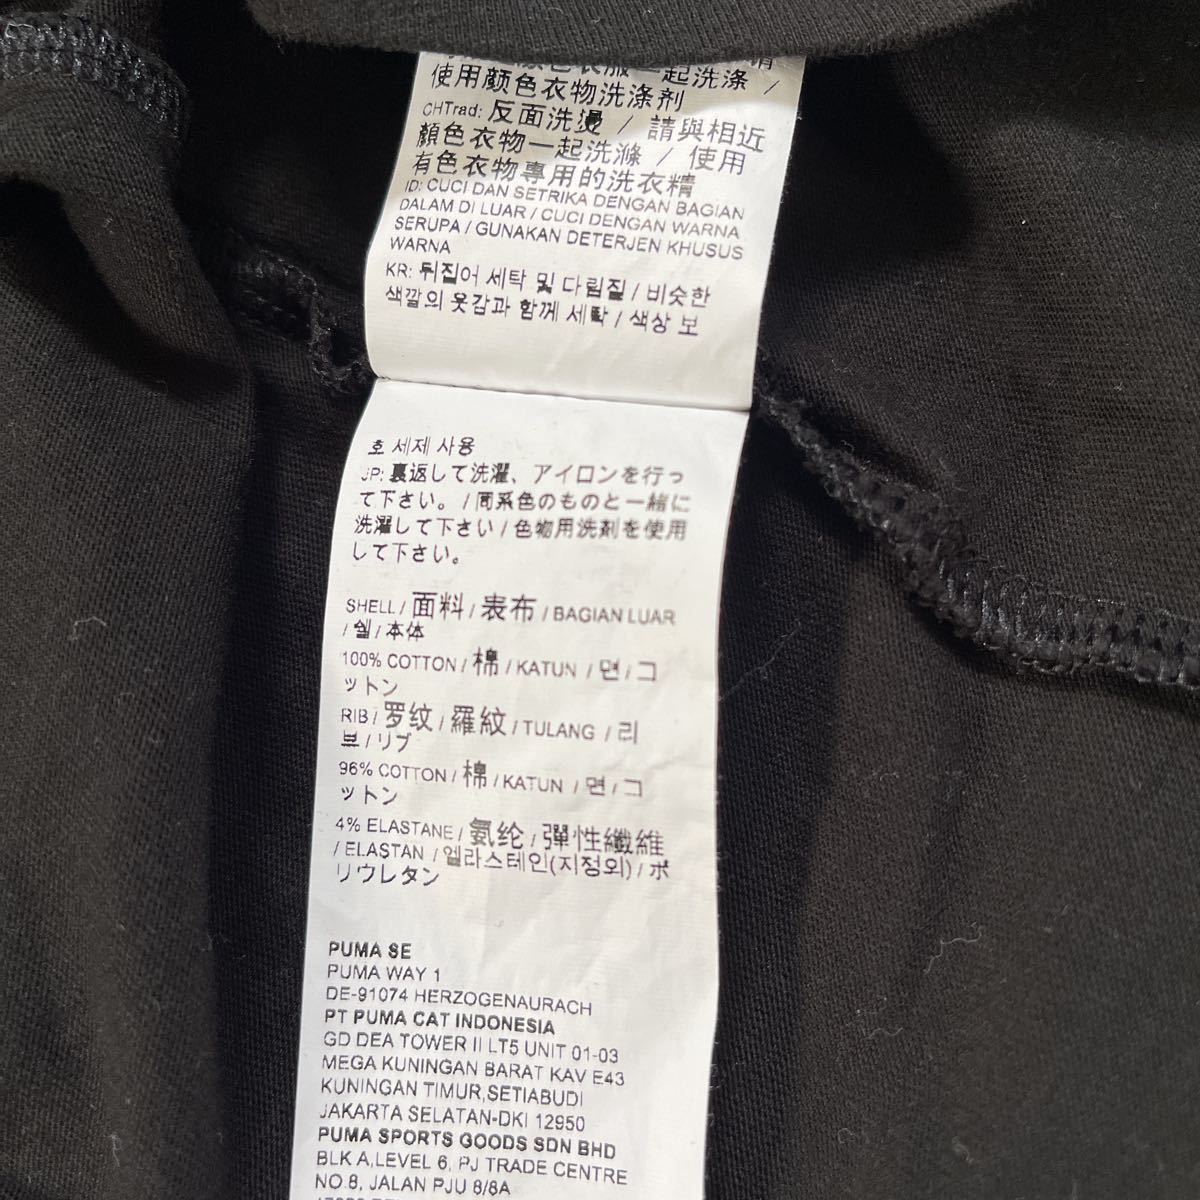 色衣服一起洗涤 /
使用颜色衣物洗涤剂
CHTrad: 反面洗燙 / 請與相近
顏色衣物一起洗滌 / 使用
有色衣物專用的洗衣精
ID: CUCI DAN SETRIKA DENGAN BAGIAN
DALAM DI LUAR / CUCI DENGAN WARNA
SERUPA / GUNAKAN DETERJEN KHUSUS
WARNA
KR: 뒤집어 세탁 및 다림질 / 비슷한
색깔의 옷감과 함께 세탁 / 색상 보
호 세제 사용
JP: 裏返して洗濯、アイロンを行っ
て下さい。/ 同系色のものと一緒に
洗濯して下さい / 色物用洗剤を使用
して下さい。
SHELL / 面料 / 表布 / BAGIAN LUAR
/ 쉘 / 本体
100% COTTON / 棉 / KATUN / 면 / コ
ットン
RIB / 罗纹 / 羅紋 / TULANG / 리
브 / リブ
96% COTTON / 棉 / KATUN / 면 / コ
ットン
4% ELASTANE / 氨纶 / 彈性纖維
/ ELASTAN / 엘라스테인(지정외) / ポ
リウレタン
PUMA SE
PUMA WAY 1
DE-91074 HERZOGENAURACH
PT PUMA CAT INDONESIA
GD DEA TOWER II LT5 UNIT 01-03
MEGA KUNINGAN BARAT KAV E43
KUNINGAN TIMUR,SETIABUDI
JAKARTA SELATAN-DKI 12950
PUMA SPORTS GOODS SDN BHD
BLK A,LEVEL 6, PJ TRADE CENTRE
NO.8, JALAN PJU 8/8A